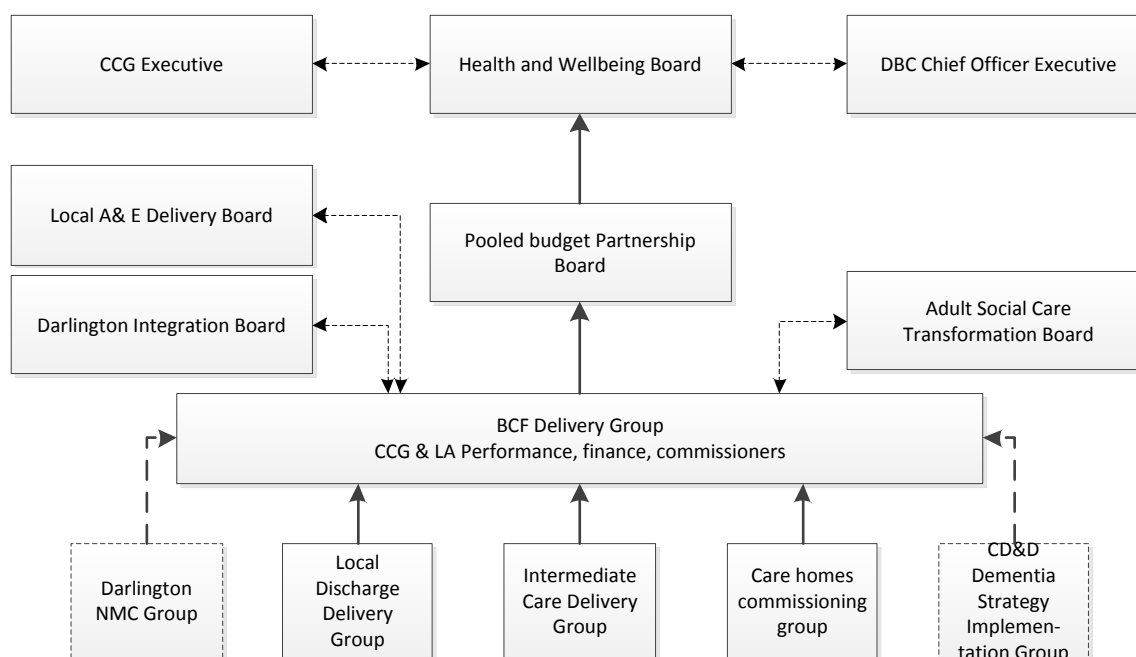 CCG Executive
Health and Wellbeing Board
DBC Chief Officer Executive
Local A& E Delivery Board
Pooled budget Partnership
Board
Darlington Integration Board
Adult Social Care
Transformation Board
BCF Delivery Group
CCG & LA Performance, finance, commissioners
Darlington
NMC Group
Local
Discharge
Delivery
Group
Intermediate
Care Delivery
Group
Care homes
commissioning
group
CD&D
Dementia
Strategy
Implemen-
tation Group